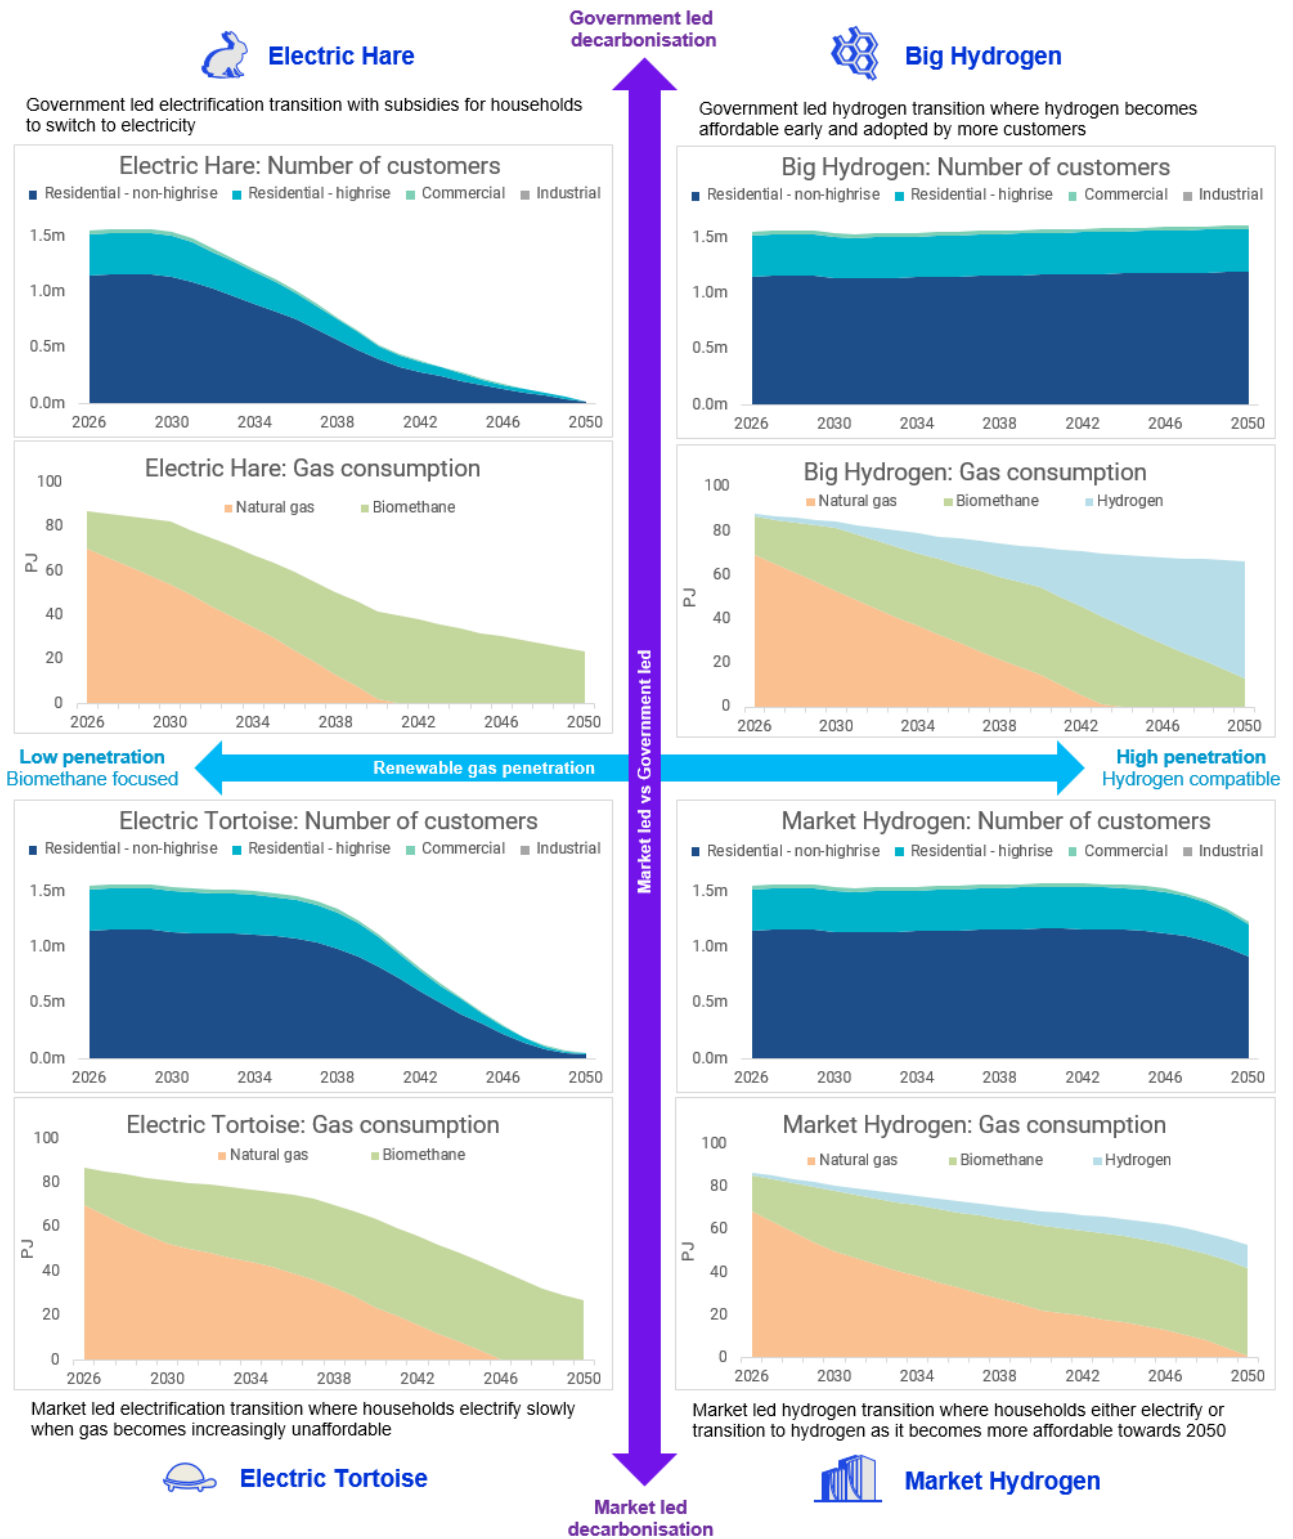 Government led
decarbonisation
Electric Hare
Government led electrification transition with subsidies for households
to switch to electricity
Electric Hare: Number of customers
Residential - non-highrise Residential - highrise Commercial Industrial
1.5m
1.0m
0.5m
0.0m
2026 2030 2034 2038 2042 2046 2050
Electric Hare: Gas consumption
Natural gas Biomethane
100
80
60
40
20
0
PJ
2026 2030 2034 2038 2042 2046 2050
Big Hydrogen
Government led hydrogen transition where hydrogen becomes
affordable early and adopted by more customers
Big Hydrogen: Number of customers
Residential - non-highrise Residential - highrise Commercial Industrial
1.5m
1.0m
0.5m
0.0m
2026 2030 2034 2038 2042 2046 2050
Big Hydrogen: Gas consumption
Natural gas Biomethane Hydrogen
100
80
60
40
20
0
PJ
2026 2030 2034 2038 2042 2046 2050
Low penetration
Biomethane focused
Renewable gas penetration
Market led vs Government led
High penetration
Hydrogen compatible
Electric Tortoise: Number of customers
Residential - non-highrise Residential - highrise Commercial Industrial
1.5m
1.0m
0.5m
0.0m
2026 2030 2034 2038 2042 2046 2050
Electric Tortoise: Gas consumption
Natural gas Biomethane
100
80
60
40
20
0
PJ
2026 2030 2034 2038 2042 2046 2050
Market led electrification transition where households electrify slowly
when gas becomes increasingly unaffordable
Electric Tortoise
Market Hydrogen: Number of customers
Residential - non-highrise Residential - highrise Commercial Industrial
1.5m
1.0m
0.5m
0.0m
2026 2030 2034 2038 2042 2046 2050
Market Hydrogen: Gas consumption
Natural gas Biomethane Hydrogen
100
80
60
40
20
0
PJ
2026 2030 2034 2038 2042 2046 2050
Market led hydrogen transition where households either electrify or
transition to hydrogen as it becomes more affordable towards 2050
Market Hydrogen
Market led
decarbonisation